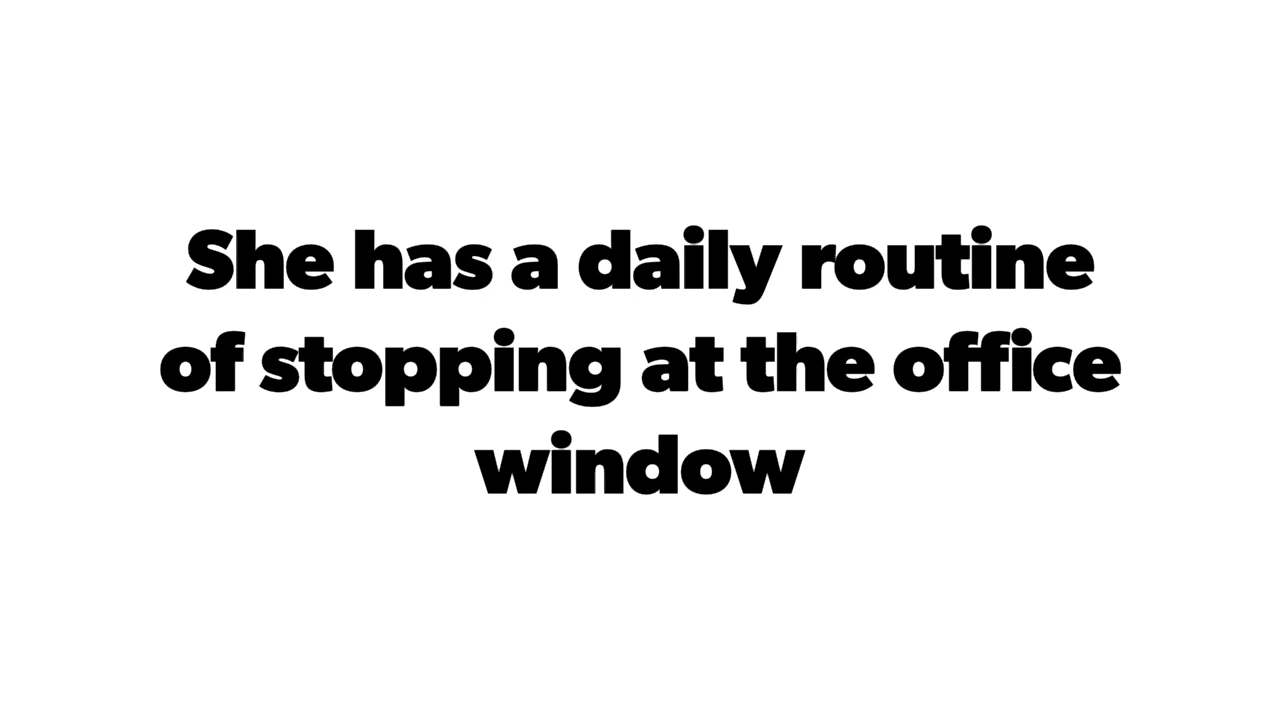 She has a daily routine
of stopping at the office
window